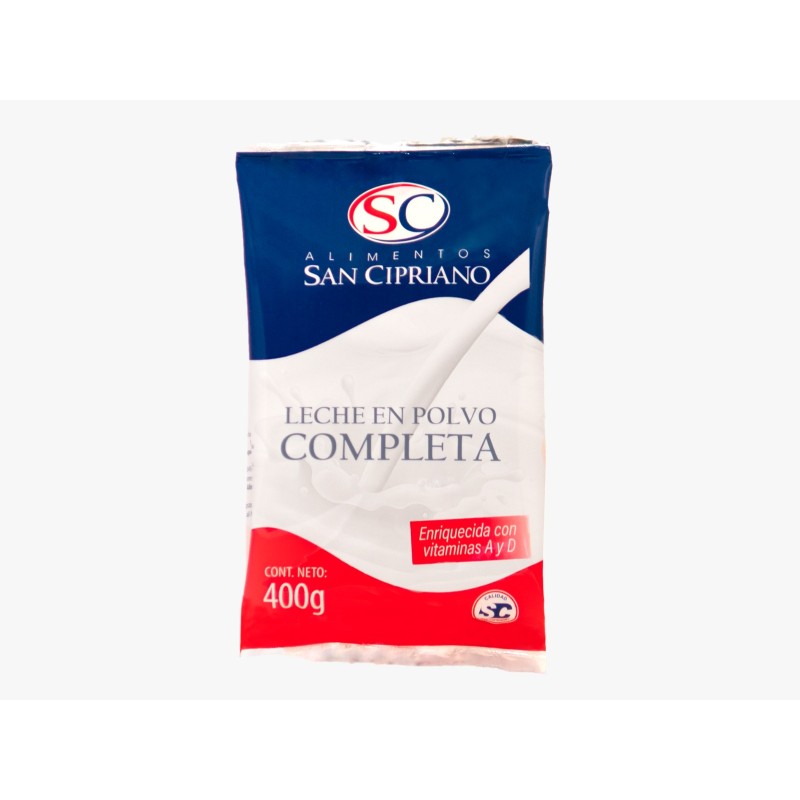 SC
ALIMENTOS
SAN CIPRIANO
LECHE EN POLVO
COMPLETA
Enriquecida con
vitaminas A y D
CONT. NETO:
400g
CALIDAD
SC